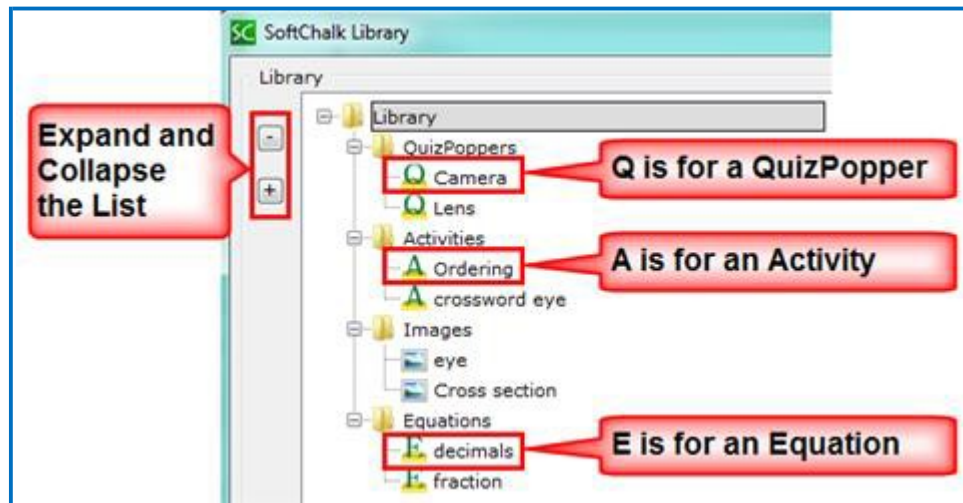 SC SoftChalk Library
Library
Expand and
Collapse
the List
-
+
Library
QuizPoppers
Q Camera
Q is for a QuizPopper
Q Lens
Activities
A Ordering
A is for an Activity
A crossword eye
Images
eye
Cross section
Equations
E decimals
E is for an Equation
E fraction